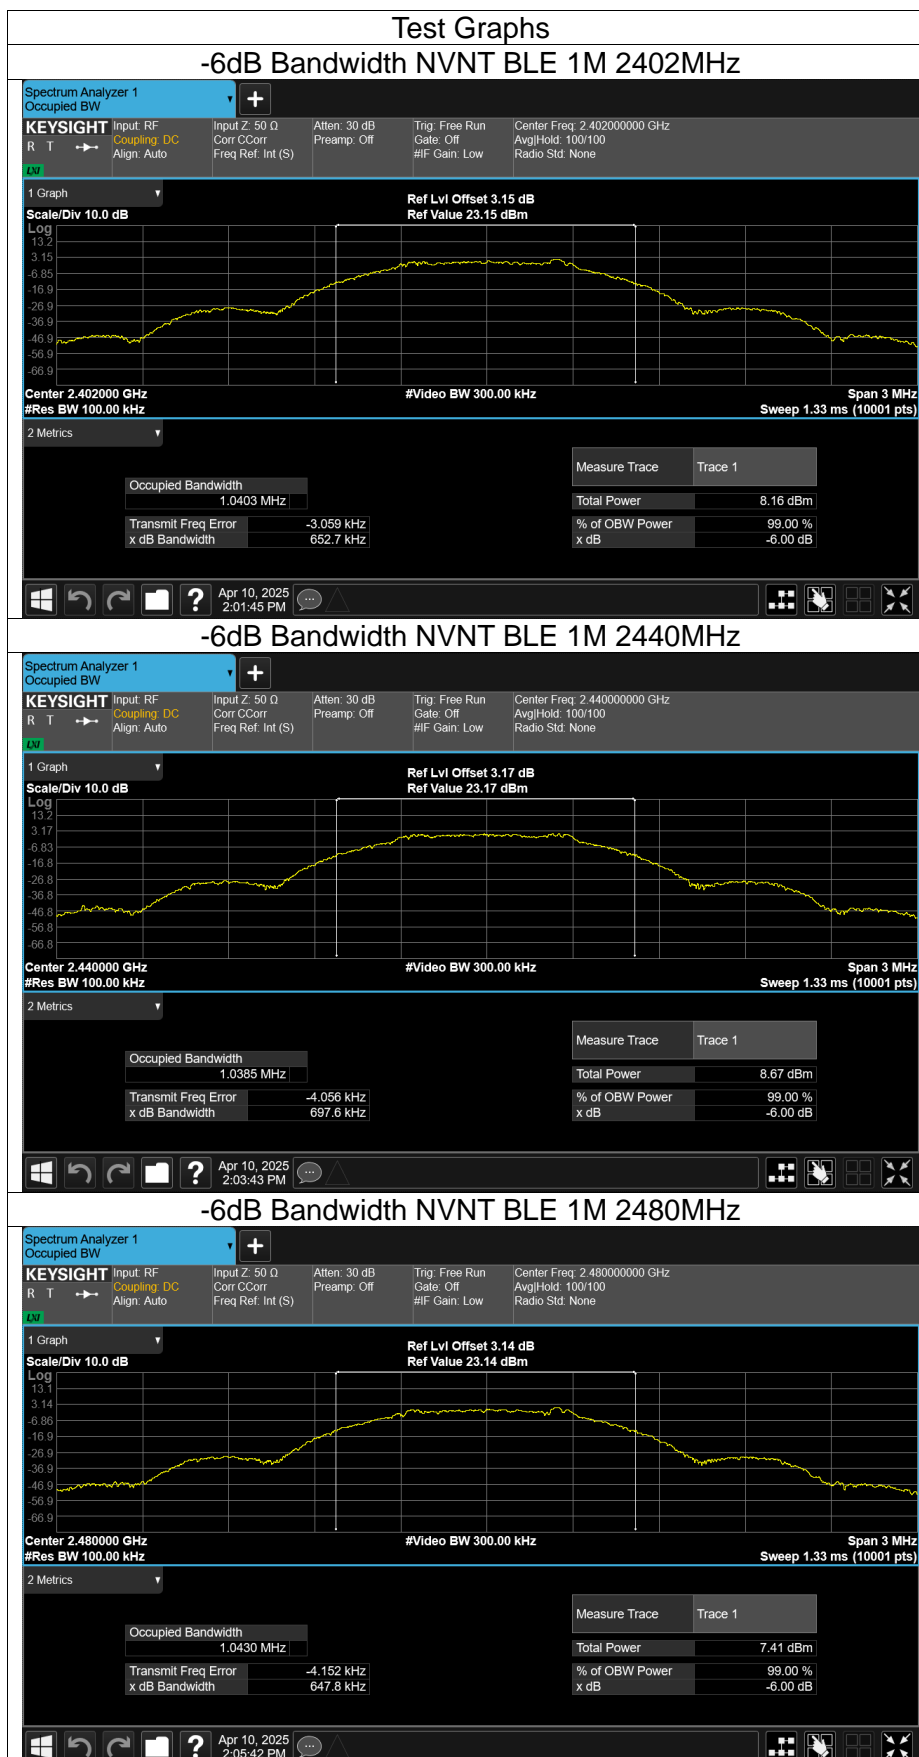 Test Graphs
-6dB Bandwidth NVNT BLE 1M 2402MHz
Spectrum Analyzer 1
Occupied BW
KEYSIGHT Input: RF Input Z: 50 Ω Atten: 30 dB Trig: Free Run Center Freq: 2.402000000 GHz
R T Coupling: DC Corr CCorr Preamp: Off Gate: Off Avg|Hold: 100/100
Align: Auto Freq Ref: Int (S) #IF Gain: Low Radio Std: None
LXI
1 Graph
Ref Lvl Offset 3.15 dB
Scale/Div 10.0 dB Ref Value 23.15 dBm
Log
13.2
3.15
-6.85
-16.9
-26.9
-36.9
-46.9
-56.9
-66.9
Center 2.402000 GHz #Video BW 300.00 kHz Span 3 MHz
#Res BW 100.00 kHz Sweep 1.33 ms (10001 pts)
2 Metrics
Measure Trace Trace 1
Occupied Bandwidth
1.0403 MHz Total Power 8.16 dBm
Transmit Freq Error -3.059 kHz % of OBW Power 99.00 %
x dB Bandwidth 652.7 kHz x dB -6.00 dB
? Apr 10, 2025
2:01:45 PM
-6dB Bandwidth NVNT BLE 1M 2440MHz
Spectrum Analyzer 1
Occupied BW
KEYSIGHT Input: RF Input Z: 50 Ω Atten: 30 dB Trig: Free Run Center Freq: 2.440000000 GHz
R T Coupling: DC Corr CCorr Preamp: Off Gate: Off Avg|Hold: 100/100
Align: Auto Freq Ref: Int (S) #IF Gain: Low Radio Std: None
LXI
1 Graph
Ref Lvl Offset 3.17 dB
Scale/Div 10.0 dB Ref Value 23.17 dBm
Log
13.2
3.17
-6.83
-16.8
-26.8
-36.8
-46.8
-56.8
-66.8
Center 2.440000 GHz #Video BW 300.00 kHz Span 3 MHz
#Res BW 100.00 kHz Sweep 1.33 ms (10001 pts)
2 Metrics
Measure Trace Trace 1
Occupied Bandwidth
1.0385 MHz Total Power 8.67 dBm
Transmit Freq Error -4.056 kHz % of OBW Power 99.00 %
x dB Bandwidth 697.6 kHz x dB -6.00 dB
? Apr 10, 2025
2:03:43 PM
-6dB Bandwidth NVNT BLE 1M 2480MHz
Spectrum Analyzer 1
Occupied BW
KEYSIGHT Input: RF Input Z: 50 Ω Atten: 30 dB Trig: Free Run Center Freq: 2.480000000 GHz
R T Coupling: DC Corr CCorr Preamp: Off Gate: Off Avg|Hold: 100/100
Align: Auto Freq Ref: Int (S) #IF Gain: Low Radio Std: None
LXI
1 Graph
Ref Lvl Offset 3.14 dB
Scale/Div 10.0 dB Ref Value 23.14 dBm
Log
13.1
3.14
-6.86
-16.9
-26.9
-36.9
-46.9
-56.9
-66.9
Center 2.480000 GHz #Video BW 300.00 kHz Span 3 MHz
#Res BW 100.00 kHz Sweep 1.33 ms (10001 pts)
2 Metrics
Measure Trace Trace 1
Occupied Bandwidth
1.0430 MHz Total Power 7.41 dBm
Transmit Freq Error -4.152 kHz % of OBW Power 99.00 %
x dB Bandwidth 647.8 kHz x dB -6.00 dB
? Apr 10, 2025
2:05:42 PM